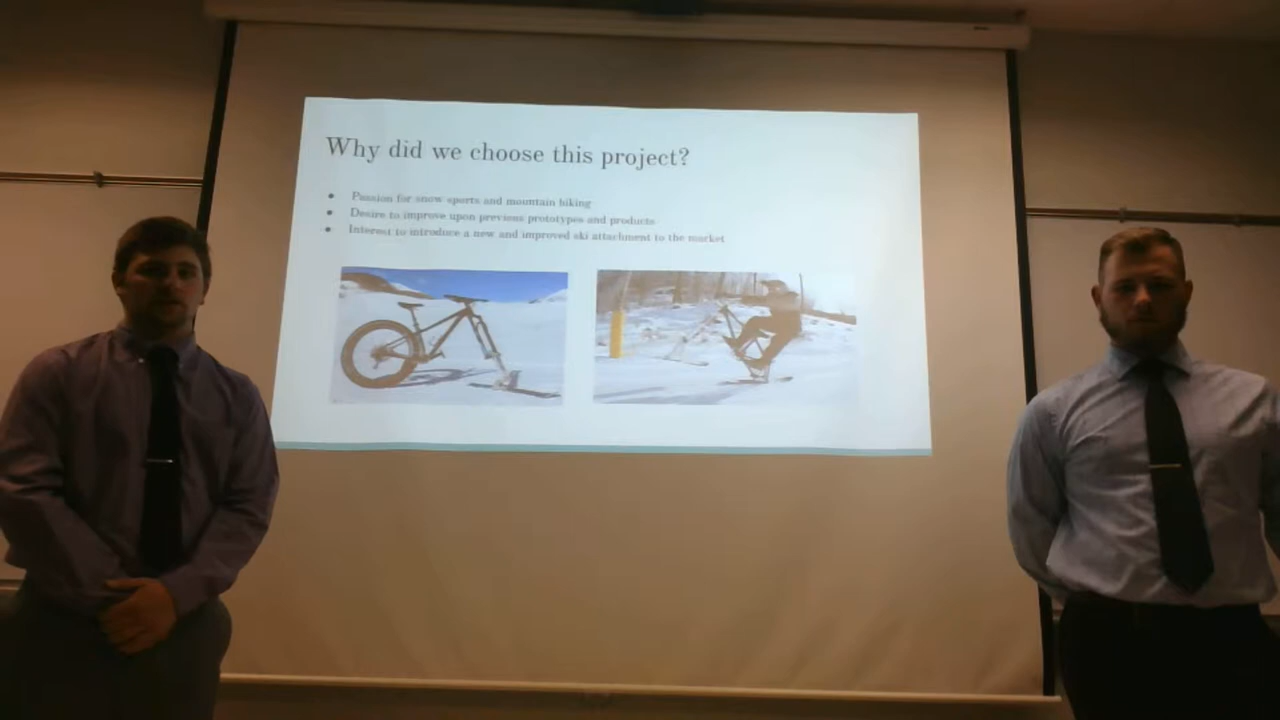 Why did we choose this project?
Passion for snow sports and mountain biking
Desire to improve upon previous prototypes and products
Interest to introduce a new and improved ski attachment to the market